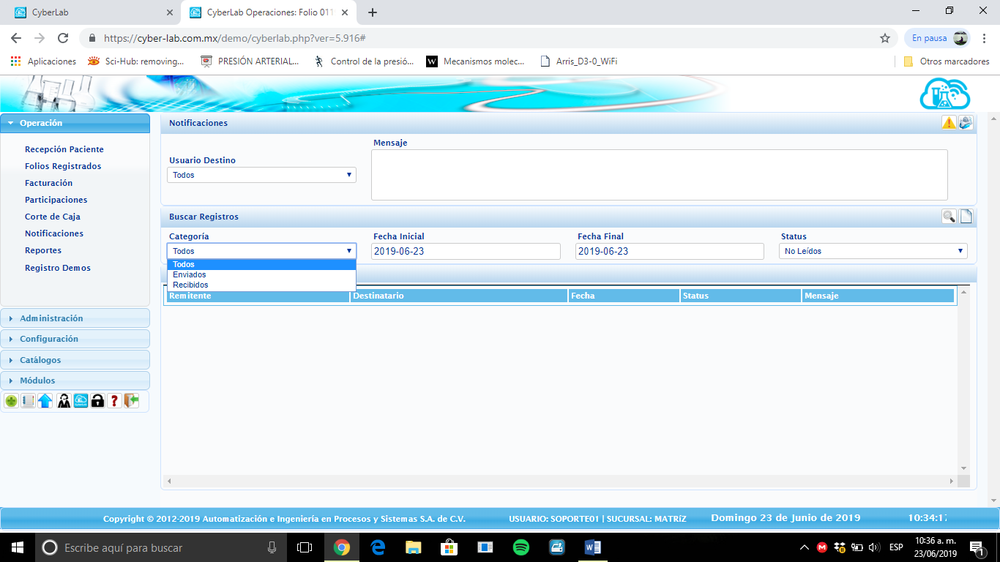 CyberLab
CyberLab Operaciones: Folio 011
https://cyber-lab.com.mx/demo/cyberlab.php?ver=5.916#
En pausa
Aplicaciones
Sci-Hub: removing...
PRESIÓN ARTERIAL...
Control de la presió...
W
Mecanismos molec...
Arris_D3-0_WiFi
Otros marcadores
Operación
Recepción Paciente
Folios Registrados
Facturación
Participaciones
Corte de Caja
Notificaciones
Reportes
Registro Demos
Administración
Configuración
Catálogos
Módulos
Notificaciones
Mensaje
Usuario Destino
Todos
Buscar Registros
Categoría
Fecha Inicial
Fecha Final
Status
Todos
2019-06-23
2019-06-23
No Leídos
Todos
Enviados
Recibidos
Remitente
Destinatario
Fecha
Status
Mensaje
Copyright © 2012-2019 Automatización e Ingeniería en Procesos y Sistemas S.A. de C.V.
USUARIO: SOPORTE01 | SUCURSAL: MATRíZ
Domingo 23 de Junio de 2019
10:34:17
Escribe aquí para buscar
ESP
10:36 a. m.
23/06/2019
1